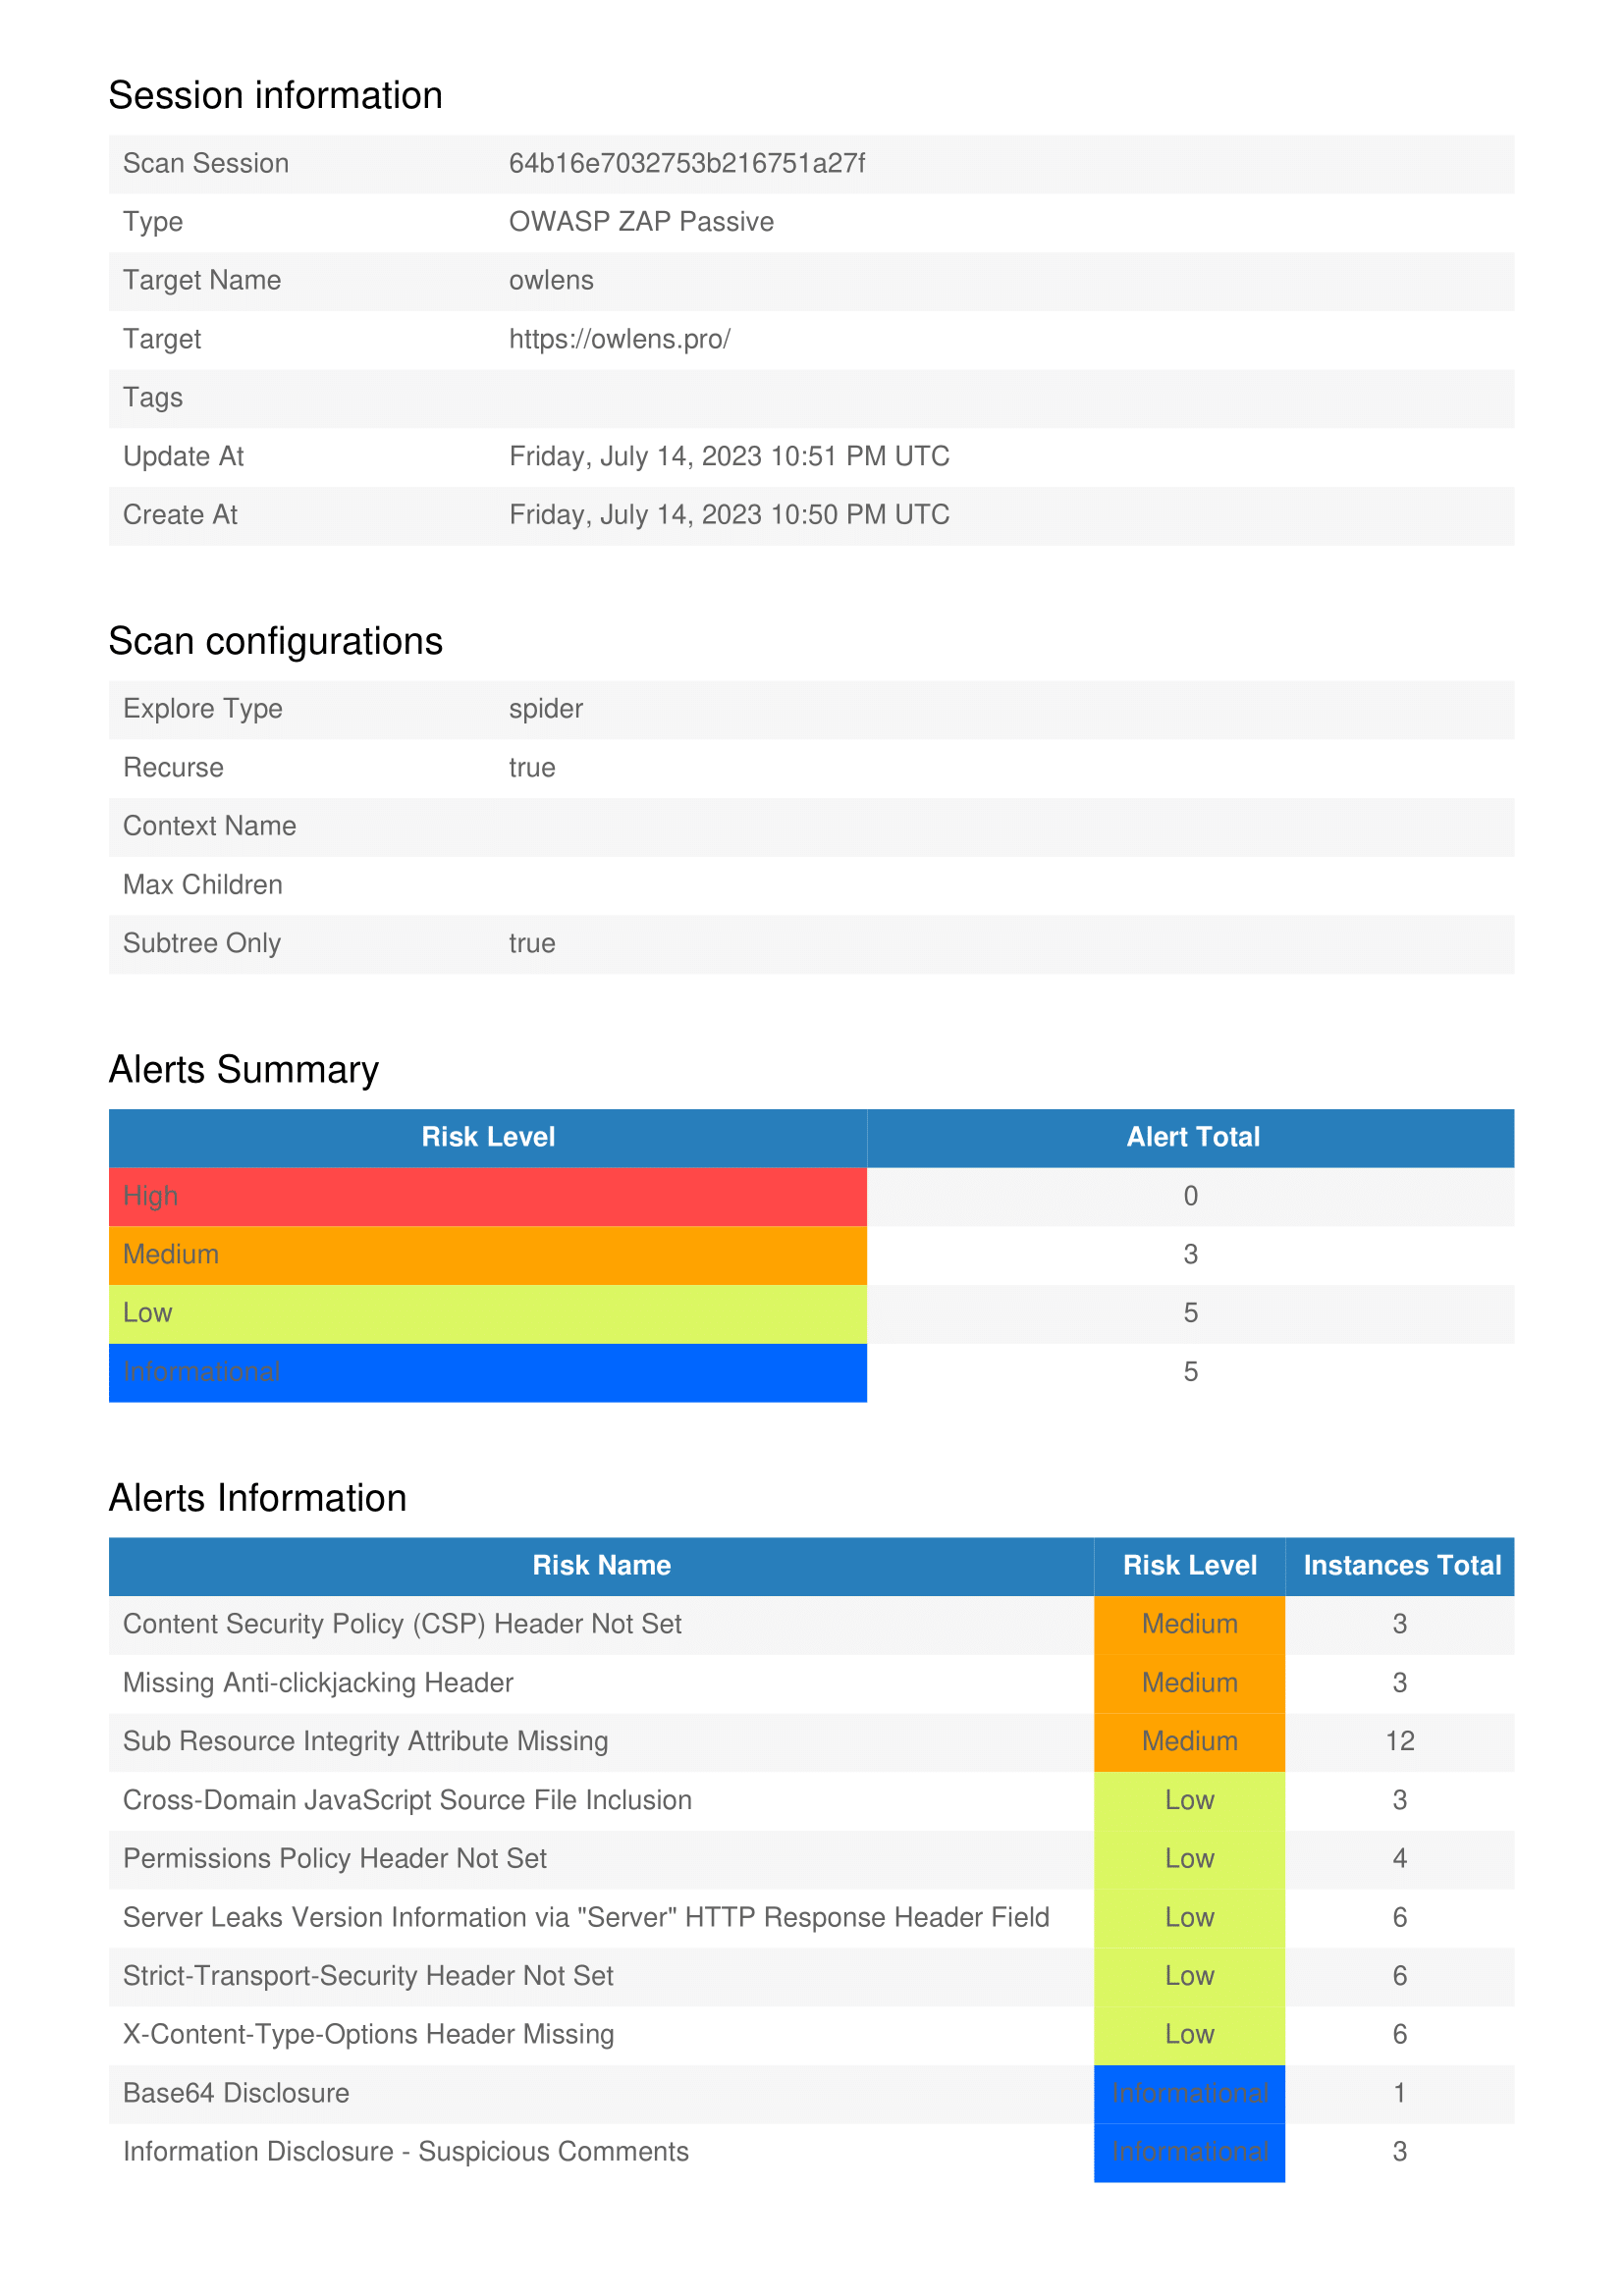 Session information
Scan Session 64b16e7032753b216751a27f
Type OWASP ZAP Passive
Target Name owlens
Target https://owlens.pro/
Tags
Update At Friday, July 14, 2023 10:51 PM UTC
Create At Friday, July 14, 2023 10:50 PM UTC
Scan configurations
Explore Type spider
Recurse true
Context Name
Max Children
Subtree Only true
Alerts Summary
Risk Level Alert Total
High 0
Medium 3
Low 5
Informational 5
Alerts Information
Risk Name Risk Level Instances Total
Content Security Policy (CSP) Header Not Set Medium 3
Missing Anti-clickjacking Header Medium 3
Sub Resource Integrity Attribute Missing Medium 12
Cross-Domain JavaScript Source File Inclusion Low 3
Permissions Policy Header Not Set Low 4
Server Leaks Version Information via "Server" HTTP Response Header Field Low 6
Strict-Transport-Security Header Not Set Low 6
X-Content-Type-Options Header Missing Low 6
Base64 Disclosure Informational 1
Information Disclosure - Suspicious Comments Informational 3